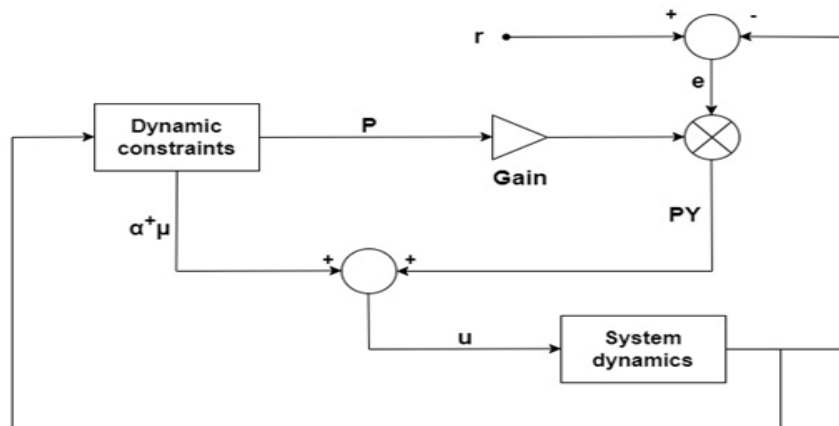 +
-
r
e
Dynamic
constraints
P
Gain
PY
α⁺μ
+
+
u
System
dynamics